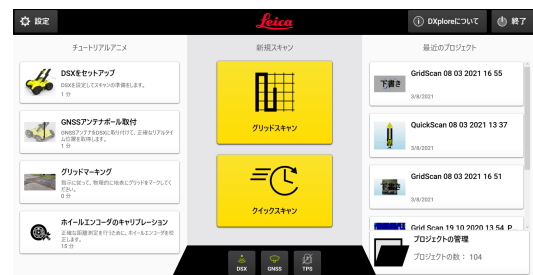 設定
Leica
DXploreについて
終了
チュートリアルアニメ
DSXをセットアップ
DSXを設定してスキャンの準備をします。
1 分
GNSSアンテナポール取付
GNSSアンテナをDSXに取り付けて、正確なリアルタイ
ム位置を取得します。
1 分
グリッドマーキング
指示に従って、物理的に地表にグリッドをマークしてく
ださい。
0 分
ホイールエンコーダのキャリブレーション
正確な距離測定を行うために、ホイールエンコーダを校
正します。
15 分
新規スキャン
グリッドスキャン
クイックスキャン
DSX
GNSS
TPS
最近のプロジェクト
下書き
GridScan 08 03 2021 16 55
3/8/2021
QuickScan 08 03 2021 13 37
3/8/2021
GridScan 08 03 2021 16 51
3/8/2021
Grid Scan 19 10 2020 13 54_P
プロジェクトの管理
プロジェクトの数： 104